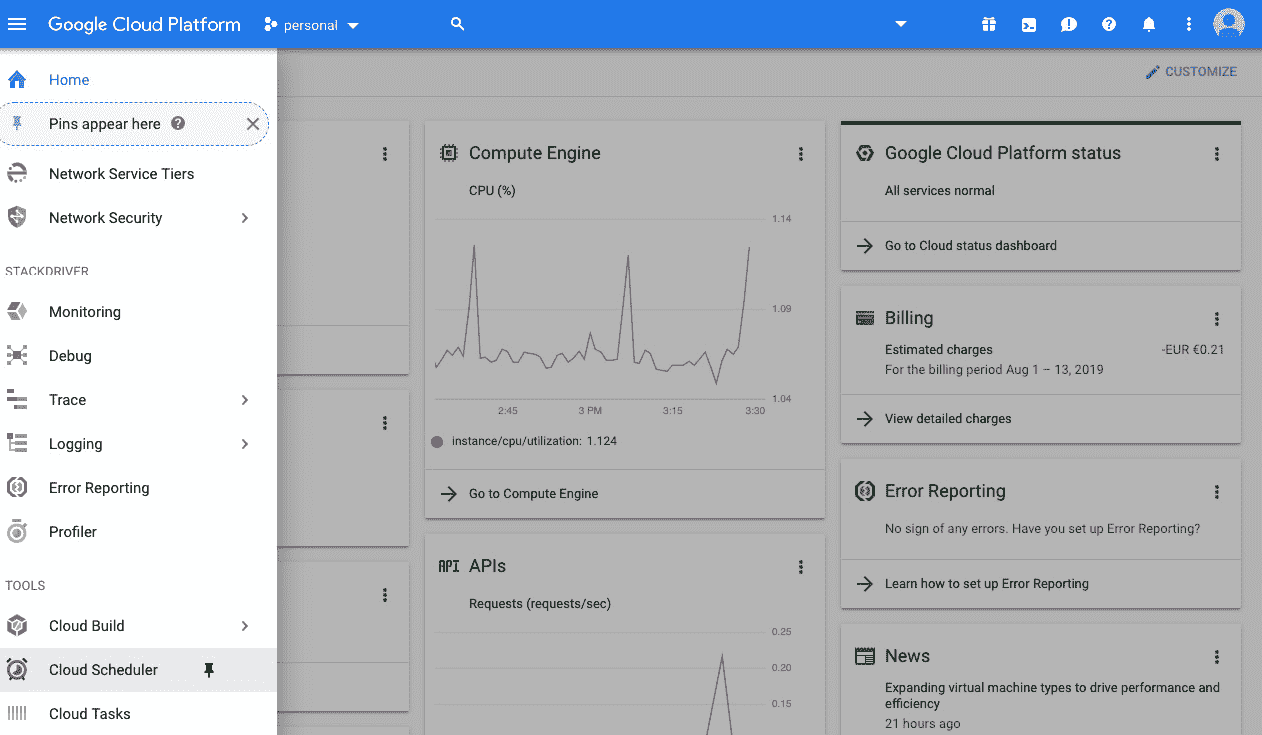 Google Cloud Platform
personal
Home
Pins appear here
Network Service Tiers
Network Security
STACKDRIVER
Monitoring
Debug
Trace
Logging
Error Reporting
Profiler
TOOLS
Cloud Build
Cloud Scheduler
Cloud Tasks
CUSTOMIZE
Compute Engine
CPU (%)
1.14
1.09
1.04
2:45 3 PM 3:15 3:30
instance/cpu/utilization: 1.124
Go to Compute Engine
API APIs
Requests (requests/sec)
0.25
0.20
0.15
Google Cloud Platform status
All services normal
Go to Cloud status dashboard
Billing
Estimated charges -EUR €0.21
For the billing period Aug 1 – 13, 2019
View detailed charges
Error Reporting
No sign of any errors. Have you set up Error Reporting?
Learn how to set up Error Reporting
News
Expanding virtual machine types to drive performance and
efficiency
21 hours ago